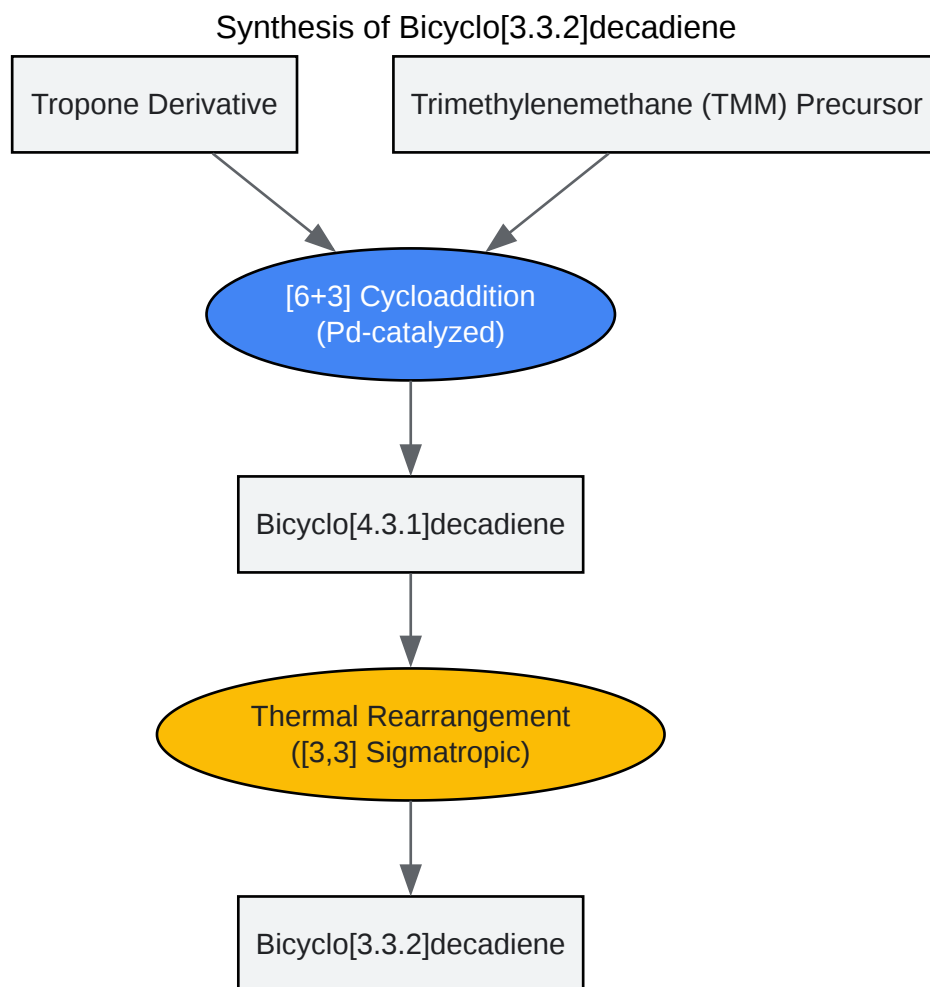 Synthesis of Bicyclo[3.3.2]decadiene
Tropone Derivative
Trimethylenemethane (TMM) Precursor
[6+3] Cycloaddition
(Pd-catalyzed)
Bicyclo[4.3.1]decadiene
Thermal Rearrangement
([3,3] Sigmatropic)
Bicyclo[3.3.2]decadiene